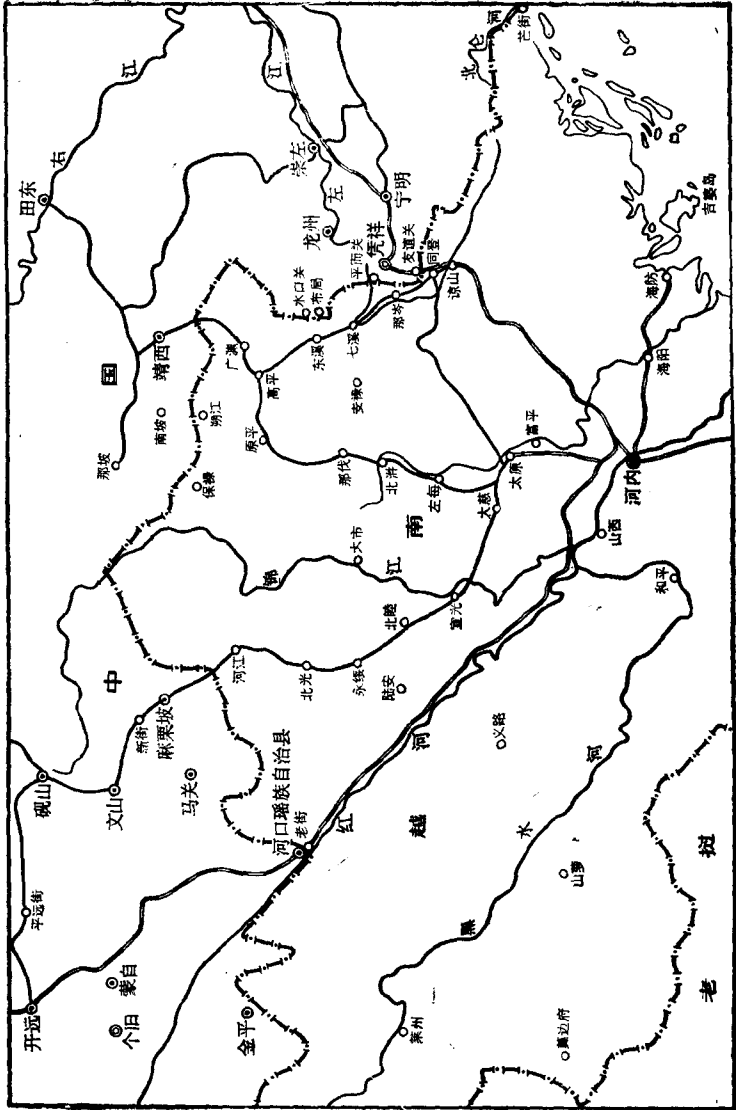 开远
平远街
砚山
田东
右江
个旧
蒙自
文山
新街
那坡
中国
麻栗坡
靖西
南坡
马关
保禄
朔江
金平
河江
广渊
高平
原平
锦江
河口瑶族自治县
老街
北光
东溪
水口关
布局
崇左
左江
龙州
红河
永绥
大市
那伐
安禄
七溪
平而关
凭祥
宁明
莱州
陆安
北浒
那岑
友谊关
同登
越南
左每
谅山
宣光
大慈
太原
富平
北仑河
芒街
黑水河
义路
奠边府
山萝
山西
河内
海阳
海防
和平
吉婆岛
老挝